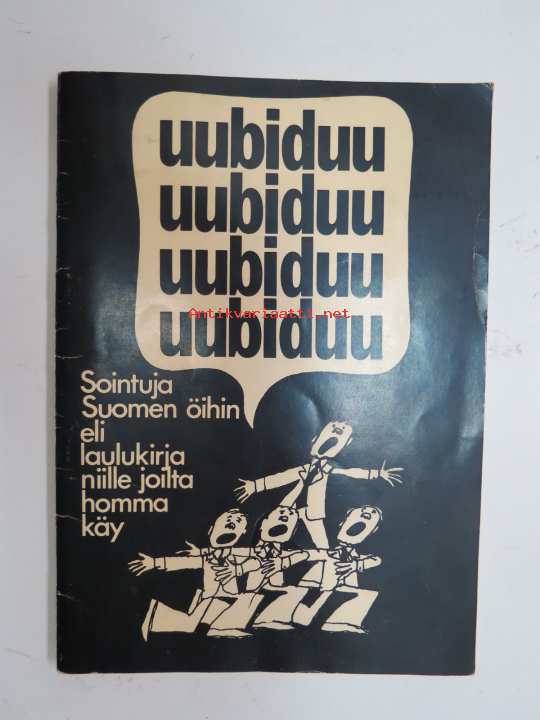 uubiduu
uubiduu
uubiduu
Antikvariaatti.net
uubiduu
Sointuja
Suomen öihin
eli
laulukirja
niille joilta
homma
käy